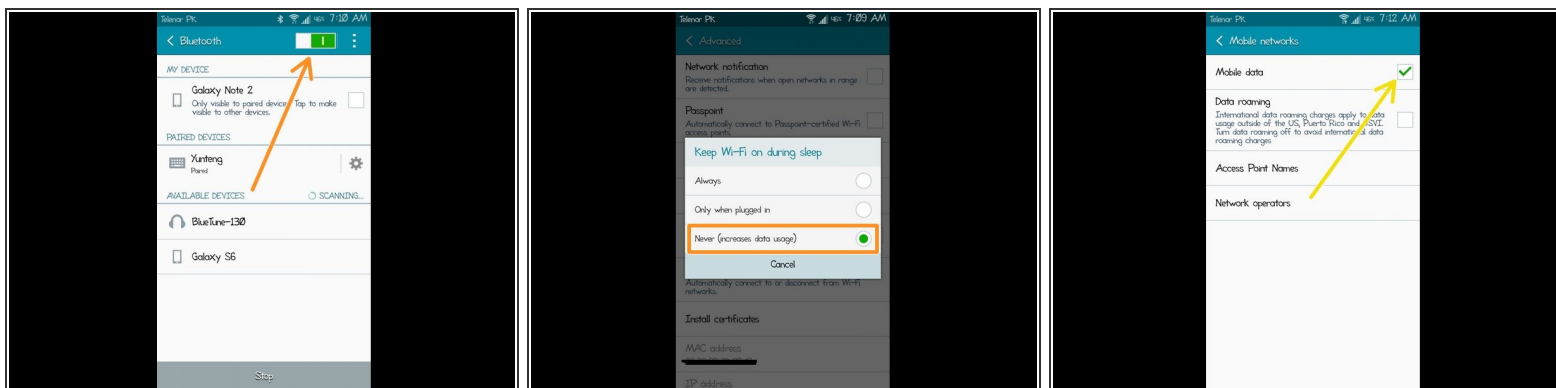 Telenor PK 46% 7:10 AM
Bluetooth
MY DEVICE
Galaxy Note 2
Only visible to paired devices. Tap to make
visible to other devices.
PAIRED DEVICES
Yunteng
Paired
AVAILABLE DEVICES SCANNING...
BlueTune-130
Galaxy S6
Stop
Telenor PK 46% 7:09 AM
Advanced
Network notification
Receive notifications when open networks in range
are detected.
Passpoint
Automatically connect to Passpoint-certified Wi-Fi
access points.
Keep Wi-Fi on during sleep
Always
Only when plugged in
Never (increases data usage)
Cancel
Automatically connect to or disconnect from Wi-Fi
networks.
Install certificates
MAC address
IP address
Telenor PK 46% 7:12 AM
Mobile networks
Mobile data
Data roaming
International data roaming charges apply to data
usage outside of the US, Puerto Rico and USVI.
Turn data roaming off to avoid international data
roaming charges
Access Point Names
Network operators